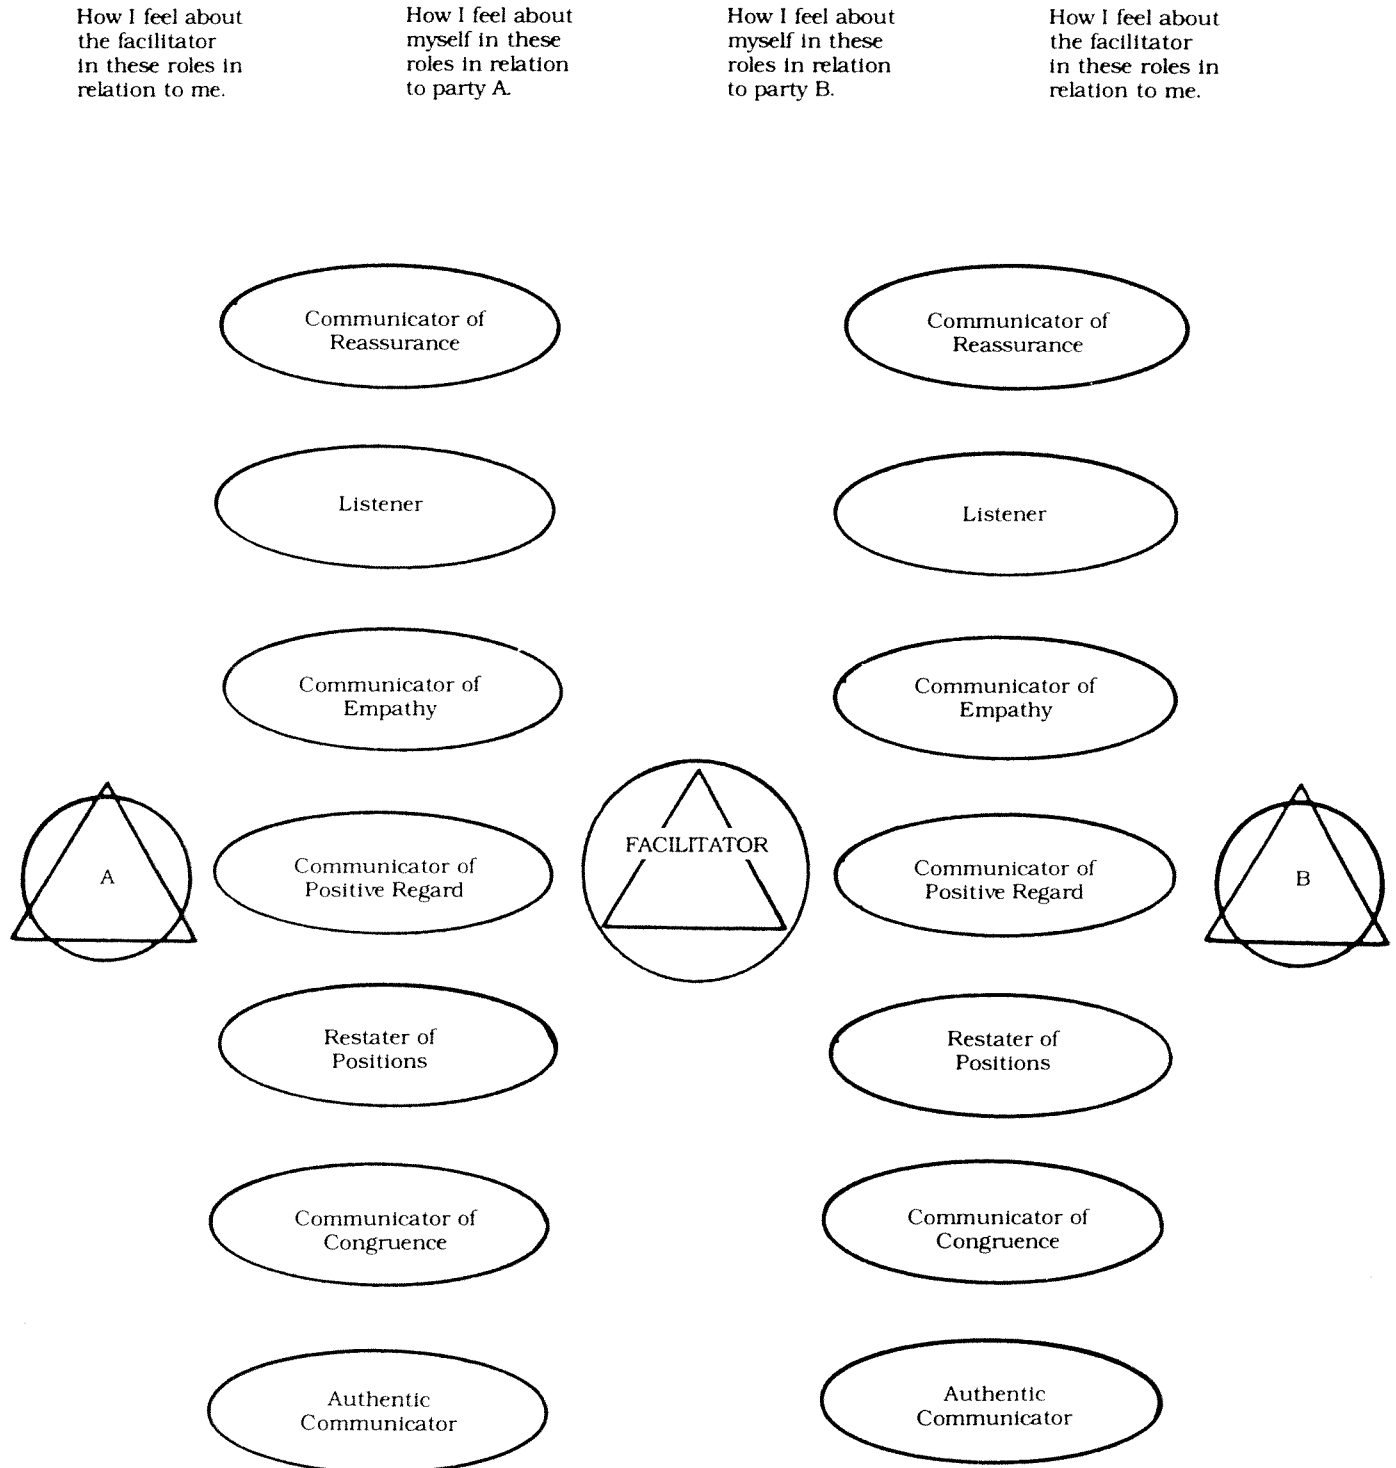 How I feel about
the facilitator
in these roles in
relation to me.
How I feel about
myself in these
roles in relation
to party A.
How I feel about
myself in these
roles in relation
to party B.
How I feel about
the facilitator
in these roles in
relation to me.
Communicator of
Reassurance
Communicator of
Reassurance
Listener
Listener
Communicator of
Empathy
Communicator of
Empathy
A
Communicator of
Positive Regard
FACILITATOR
Communicator of
Positive Regard
B
Restater of
Positions
Restater of
Positions
Communicator of
Congruence
Communicator of
Congruence
Authentic
Communicator
Authentic
Communicator